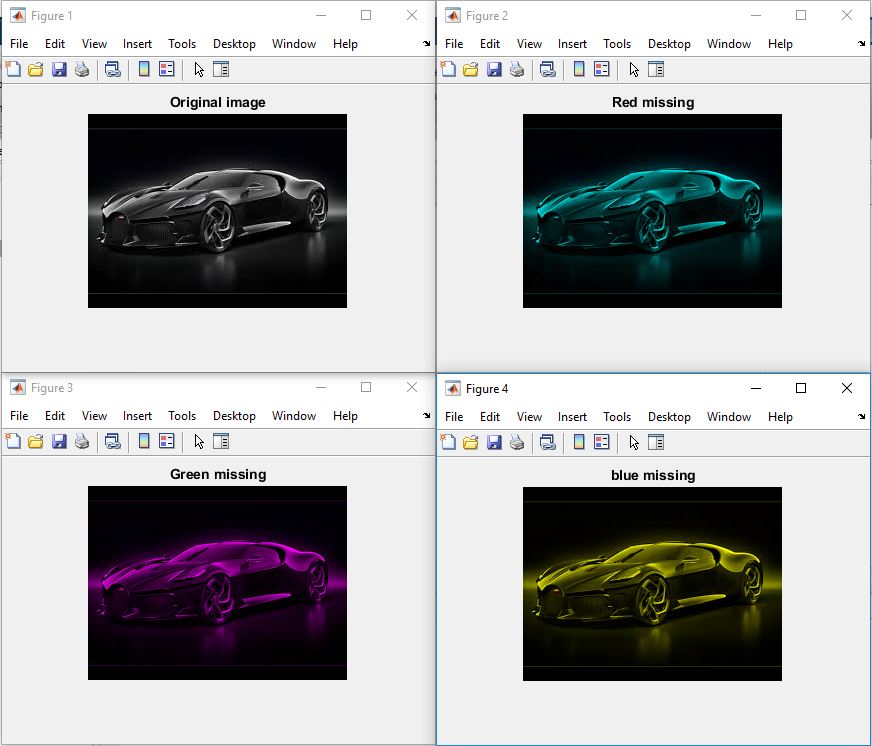 Figure 1
File Edit View Insert Tools Desktop Window Help
Original image
Figure 2
File Edit View Insert Tools Desktop Window Help
Red missing
Figure 3
File Edit View Insert Tools Desktop Window Help
Green missing
Figure 4
File Edit View Insert Tools Desktop Window Help
blue missing